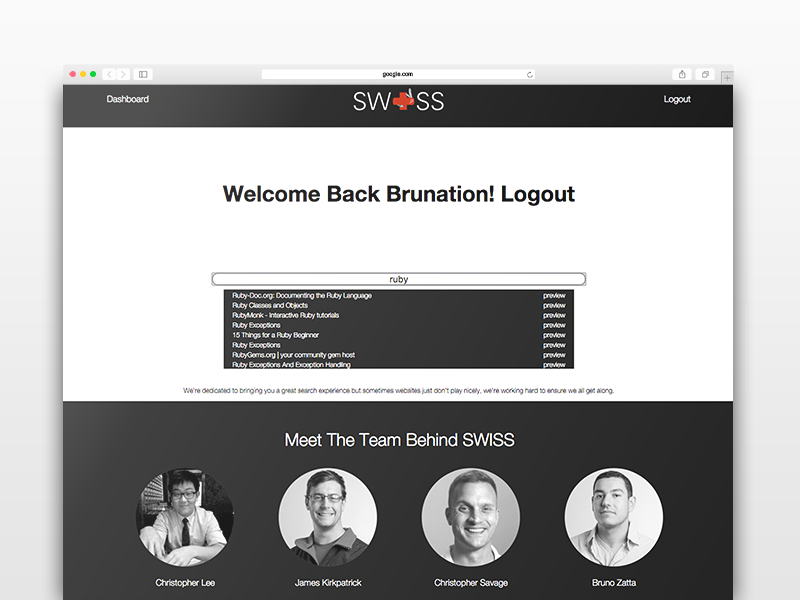 google.com
Dashboard
SW SS
Logout
Welcome Back Brunation! Logout
ruby
Ruby-Doc.org: Documenting the Ruby Language preview
Ruby Classes and Objects preview
RubyMonk - Interactive Ruby tutorials preview
Ruby Exceptions preview
15 Things for a Ruby Beginner preview
Ruby Exceptions preview
RubyGems.org | your community gem host preview
Ruby Exceptions And Exception Handling preview
We're dedicated to bringing you a great search experience but sometimes websites just don't play nicely, we're working hard to ensure we all get along.
Meet The Team Behind SWISS
Christopher Lee
James Kirkpatrick
Christopher Savage
Bruno Zatta